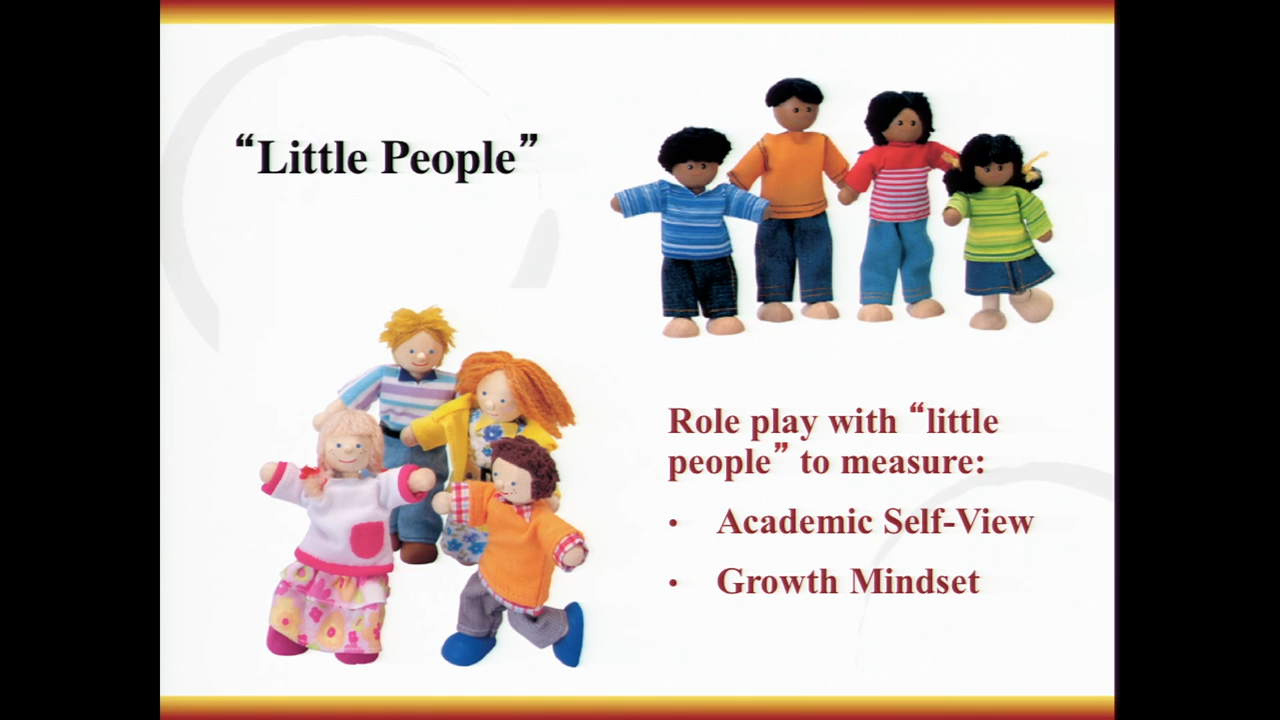 “Little People”
Role play with “little
people” to measure:
• Academic Self-View
• Growth Mindset